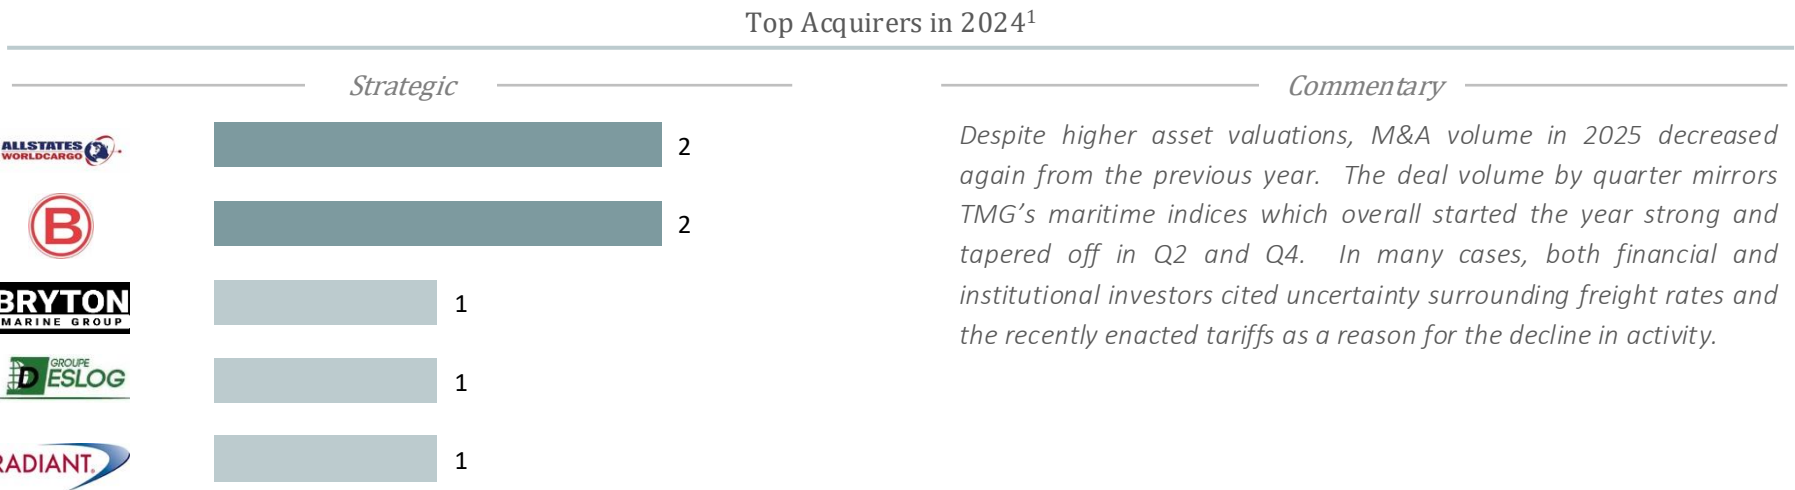 Top Acquirers in 2024¹
Strategic
ALLSTATES
WORLDCARGO
2
B
2
BRYTON
MARINE GROUP
1
GROUPE
DESLOG
1
RADIANT®
1
Commentary
Despite higher asset valuations, M&A volume in 2025 decreased
again from the previous year. The deal volume by quarter mirrors
TMG’s maritime indices which overall started the year strong and
tapered off in Q2 and Q4. In many cases, both financial and
institutional investors cited uncertainty surrounding freight rates and
the recently enacted tariffs as a reason for the decline in activity.